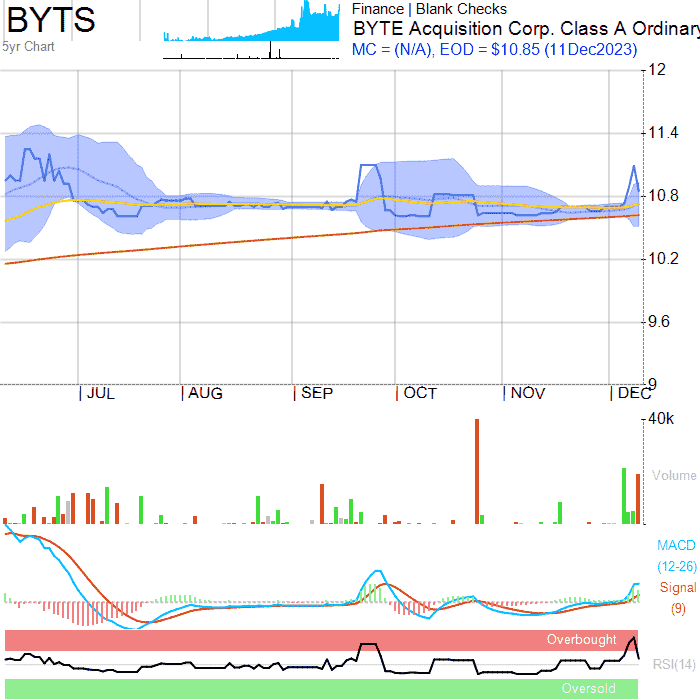 BYTS
5yr Chart
Finance | Blank Checks
BYTE Acquisition Corp. Class A Ordinary
MC = (N/A), EOD = $10.85 (11Dec2023)
12
11.4
10.8
10.2
9.6
9
| JUL | AUG | SEP | OCT | NOV | DEC
40k
Volume
MACD
(12-26)
Signal
(9)
Overbought
RSI(14)
Oversold